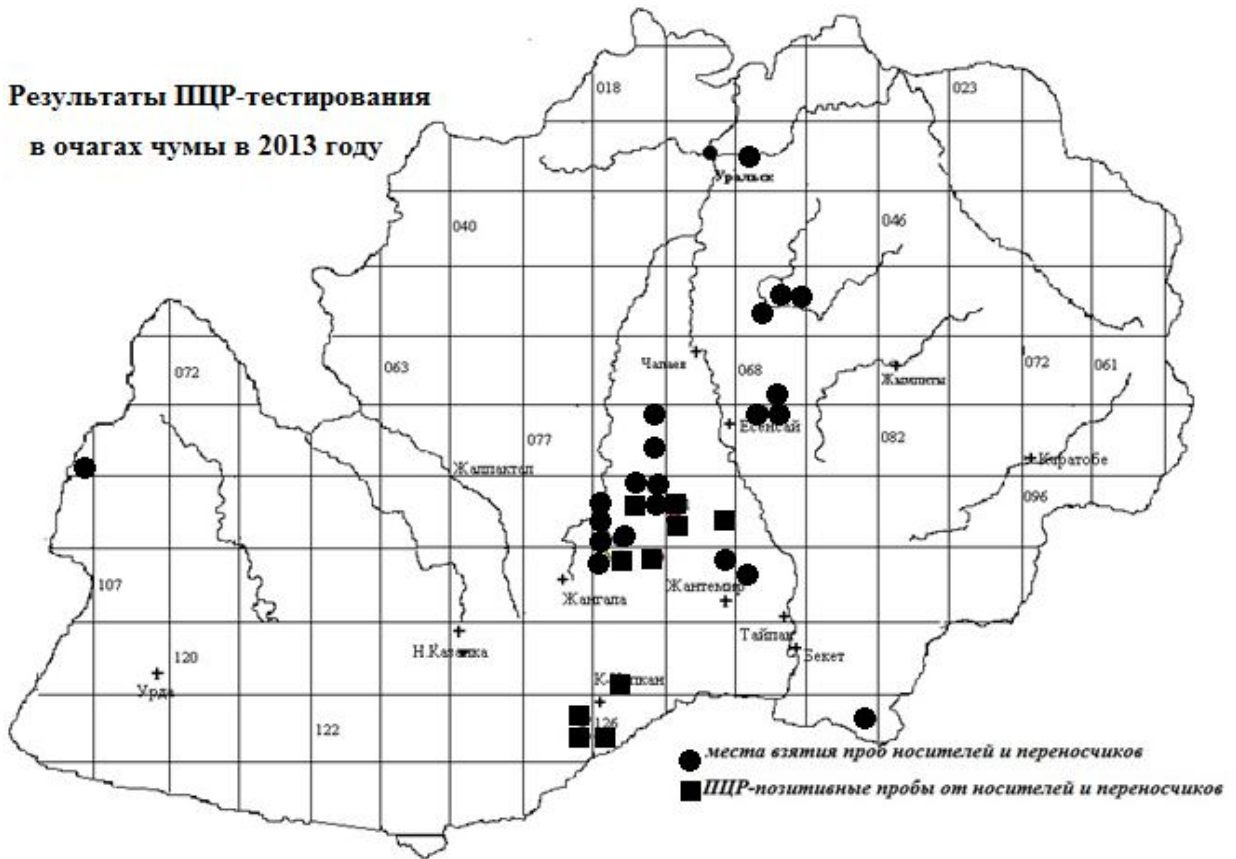 Результаты ПЦР-тестирования
в очагах чумы в 2013 году
018
023
Уральск
040
046
Чапаев
068
072
063
Жымпиты
072
061
077
Есенсай
082
Жалпактал
Каратобе
096
107
Жангала
Жантемир
Тайпак
Н.Казанка
Бекет
120
Урда
122
126
места взятия проб носителей и переносчиков
ПЦР-позитивные пробы от носителей и переносчиков